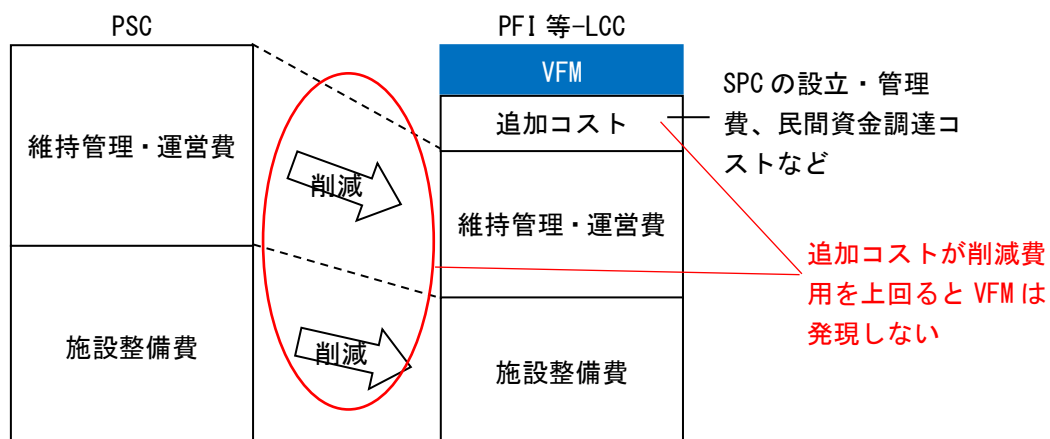 PSC
PFI 等-LCC
VFM
維持管理・運営費
追加コスト
SPC の設立・管理
費、民間資金調達コ
ストなど
削減
維持管理・運営費
追加コストが削減費
用を上回ると VFM は
発現しない
施設整備費
削減
施設整備費